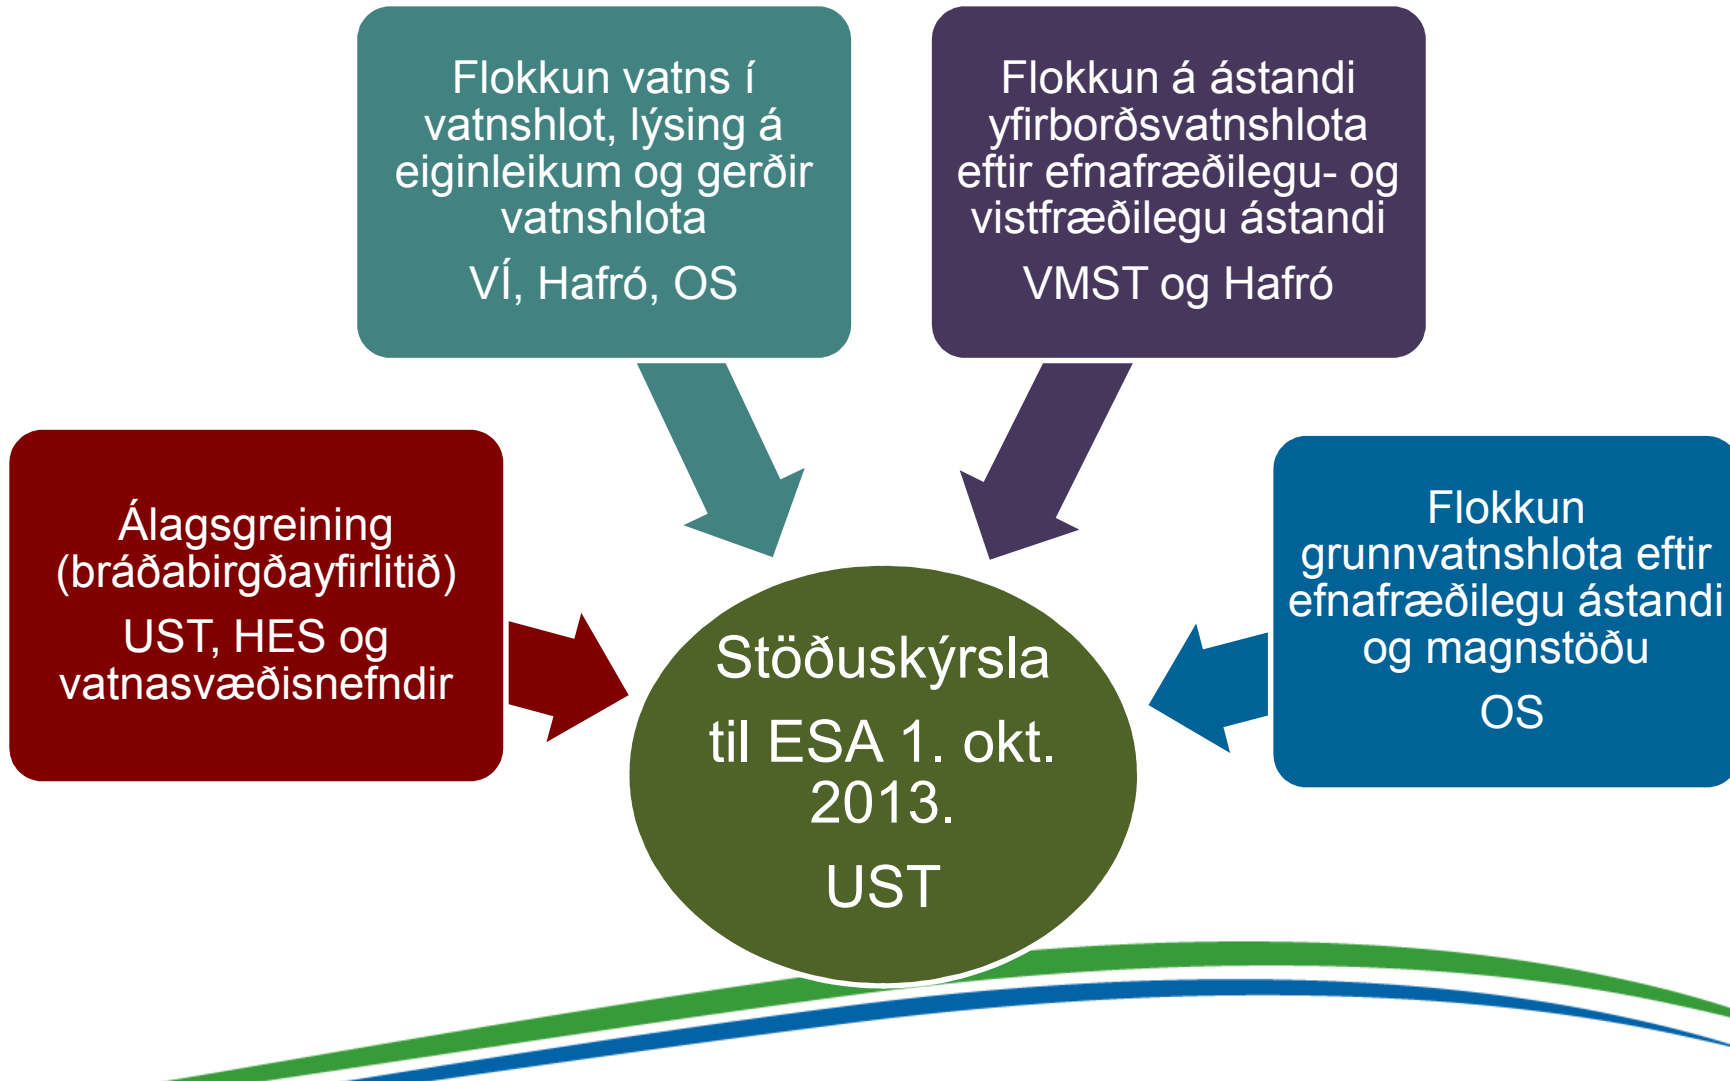 Flokkun vatns í
vatnshlot, lýsing á
eiginleikum og gerðir
vatnshlota
VÍ, Hafró, OS
Flokkun á ástandi
yfirborðsvatnshlota
eftir efnafræðilegu- og
vistfræðilegu ástandi
VMST og Hafró
Álagsgreining
(bráðabirgðayfirlitið)
UST, HES og
vatnasvæðisnefndir
Flokkun
grunnvatnshlota eftir
efnafræðilegu ástandi
og magnstöðu
OS
Stöðuskýrsla
til ESA 1. okt.
2013.
UST